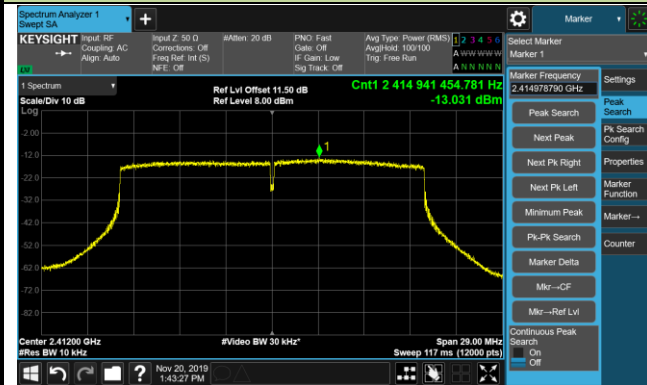 Spectrum Analyzer 1
Swept SA
Marker
KEYSIGHT
Input: RF
Coupling: AC
Align: Auto
Input Z: 50 Ω
Corrections: Off
Freq Ref: Int (S)
NFE: Off
#Atten: 20 dB
PNO: Fast
Gate: Off
IF Gain: Low
Sig Track: Off
Avg Type: Power (RMS)
Avg|Hold: 100/100
Trig: Free Run
1 2 3 4 5 6
A W W W W W
A N N N N N
Select Marker
Marker 1
1 Spectrum
Scale/Div 10 dB
Log
Ref Lvl Offset 11.50 dB
Ref Level 8.00 dBm
Cnt1 2 414 941 454.781 Hz
-13.031 dBm
-2.00
-12.0
-22.0
-32.0
-42.0
-52.0
-62.0
-72.0
-82.0
1
Center 2.41200 GHz
#Res BW 10 kHz
#Video BW 30 kHz*
Span 29.00 MHz
Sweep 117 ms (12000 pts)
Marker Frequency
2.414978790 GHz
Peak Search
Next Peak
Next Pk Right
Next Pk Left
Minimum Peak
Pk-Pk Search
Marker Delta
Mkr→CF
Mkr→Ref Lvl
Continuous Peak
Search
On
Off
Settings
Peak
Search
Pk Search
Config
Properties
Marker
Function
Marker→
Counter
Nov 20, 2019
1:43:27 PM